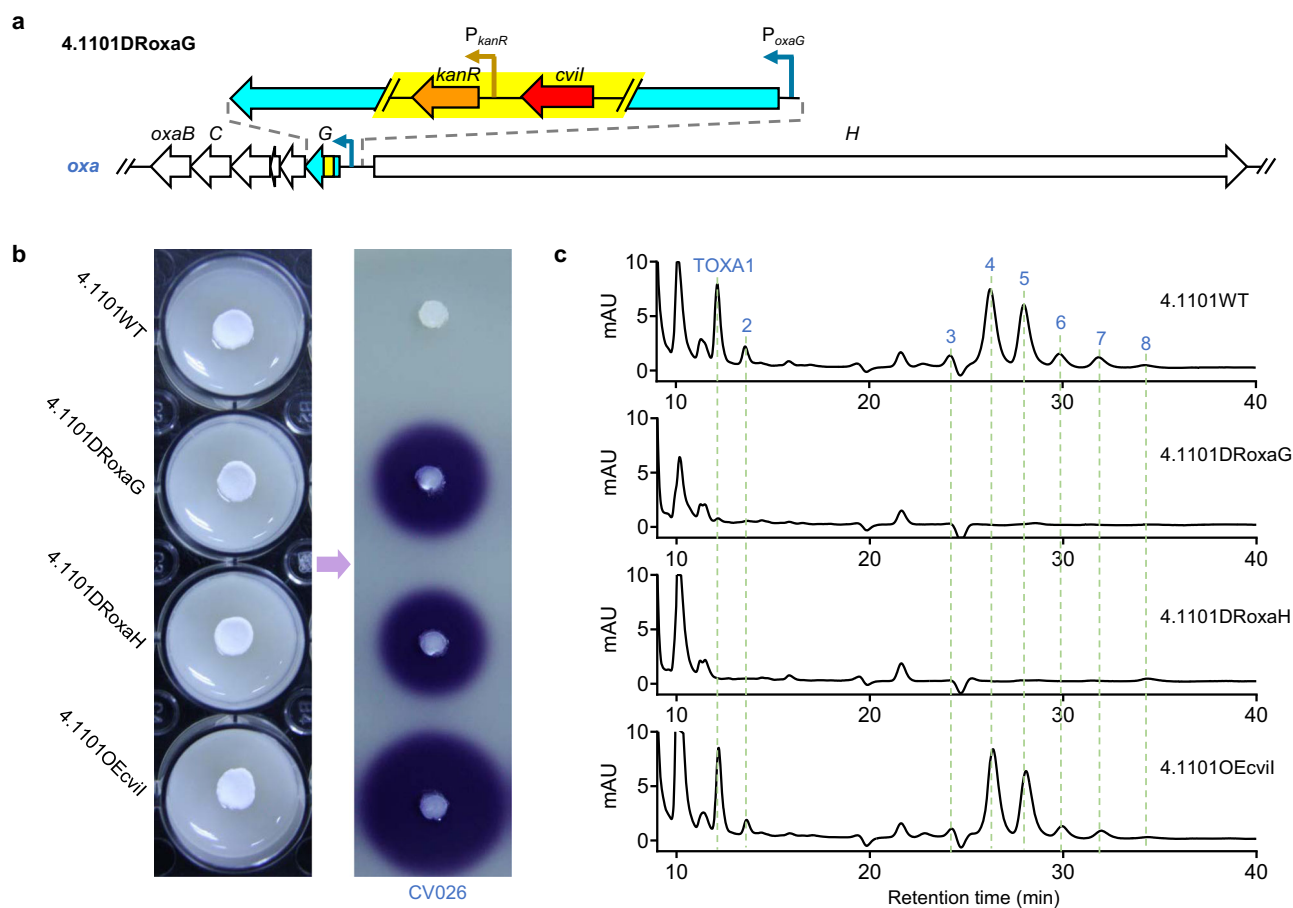 a
4.1101DRoxaG
PkanR
PoxaG
kanR
cviI
oxaB C G H
oxa
b
4.1101WT
4.1101DRoxaG
4.1101DRoxaH
4.1101OEcviI
CV026
c
10
5
0
mAU
TOXA1
2
3
4
5
6
7
8
4.1101WT
10 20 30 40
10
5
0
mAU
4.1101DRoxaG
10 20 30 40
10
5
0
mAU
4.1101DRoxaH
10 20 30 40
10
5
0
mAU
4.1101OEcviI
10 20 30 40
Retention time (min)